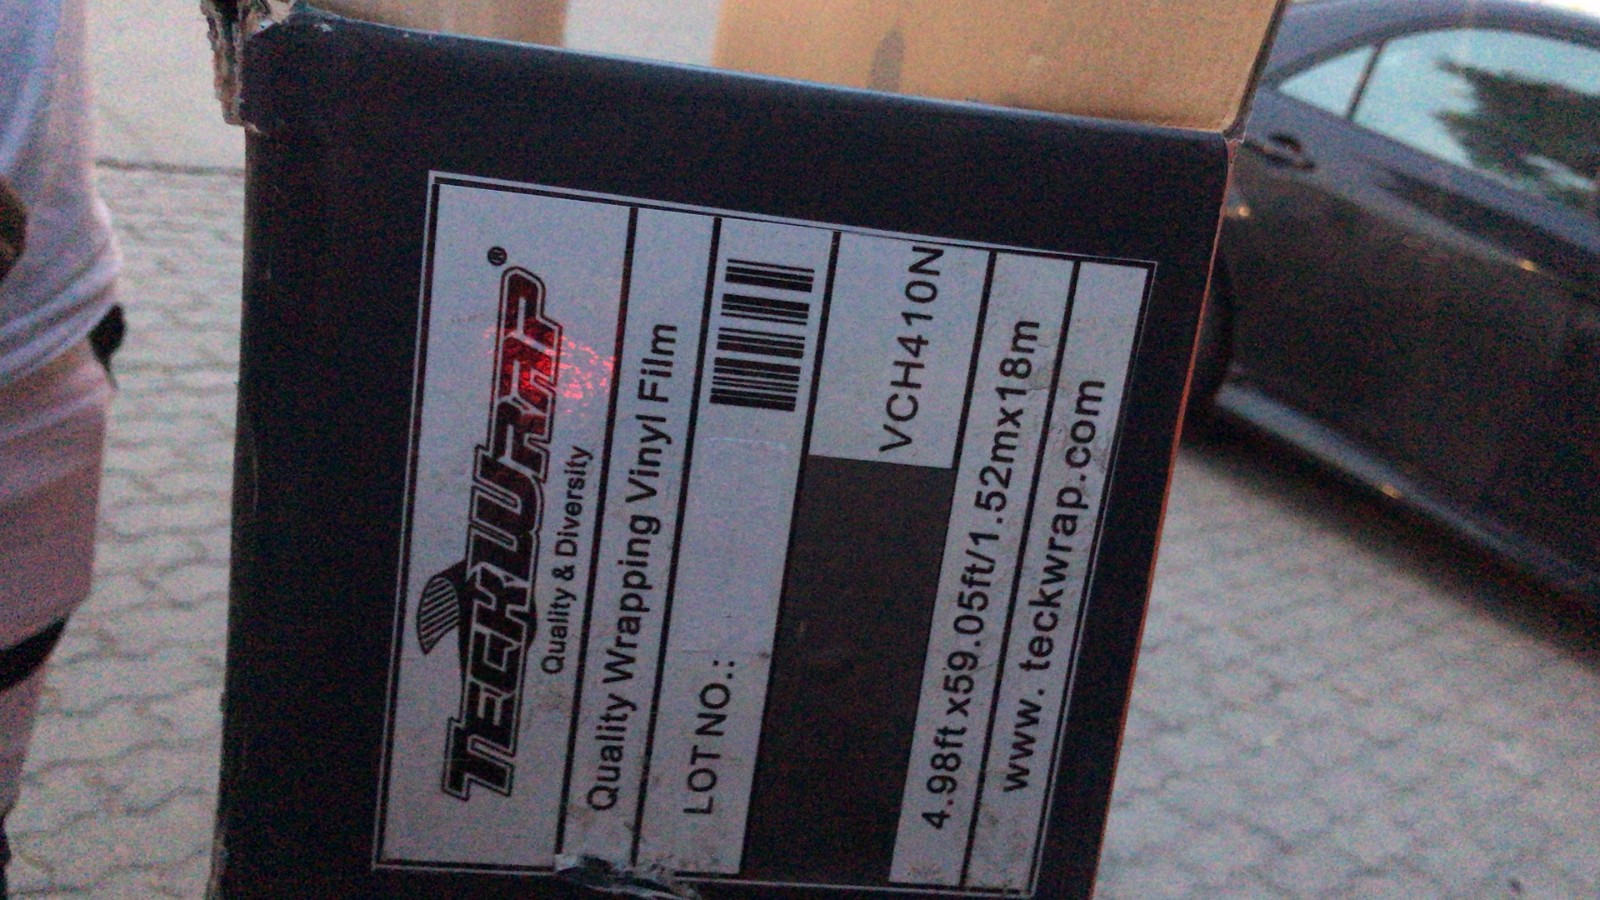 TECKWRAP®
Quality & Diversity
Quality Wrapping Vinyl Film
LOT NO.:
VCH410N
4.98ft x59.05ft/1.52mx18m
www. teckwrap.com